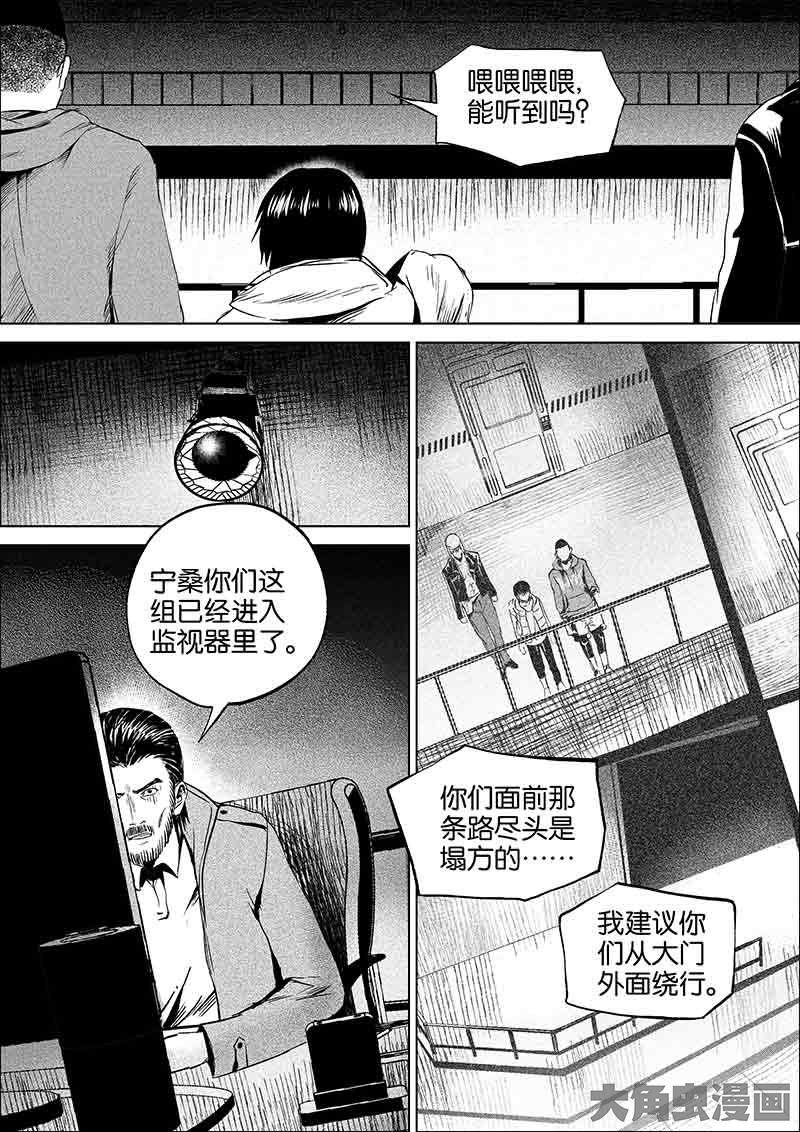 喂喂喂喂，
能听到吗？
宁桑你们这
组已经进入
监视器里了。
你们面前那
条路尽头是
塌方的……
我建议你
们从大门
外面绕行。
大角虫漫画